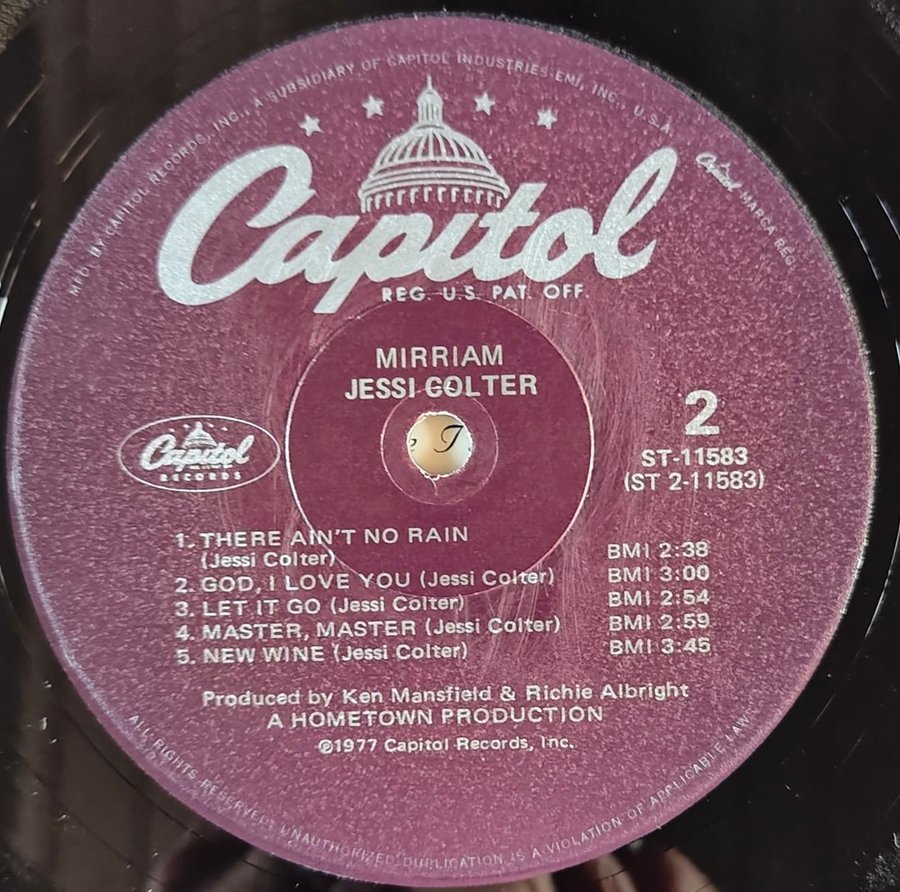 MFD. BY CAPITOL RECORDS, INC., A SUBSIDIARY OF CAPITOL INDUSTRIES-EMI, INC., U.S.A.
Capitol MARCA REG.
Capitol
REG. U.S. PAT. OFF.
MIRRIAM
JESSI COLTER
e I
2
ST-11583
(ST 2-11583)
Capitol
RECORDS
1. THERE AIN'T NO RAIN
(Jessi Colter) BMI 2:38
2. GOD, I LOVE YOU (Jessi Colter) BMI 3:00
3. LET IT GO (Jessi Colter) BMI 2:54
4. MASTER, MASTER (Jessi Colter) BMI 2:59
5. NEW WINE (Jessi Colter) BMI 3:45
Produced by Ken Mansfield & Richie Albright
A HOMETOWN PRODUCTION
℗1977 Capitol Records, Inc.
ALL RIGHTS RESERVED. UNAUTHORIZED DUPLICATION IS A VIOLATION OF APPLICABLE LAW.